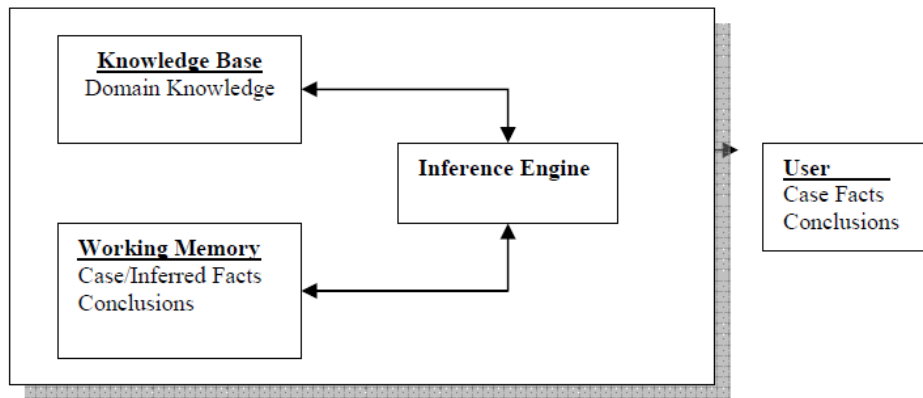 Knowledge Base
Domain Knowledge
Inference Engine
Working Memory
Case/Inferred Facts
Conclusions
User
Case Facts
Conclusions